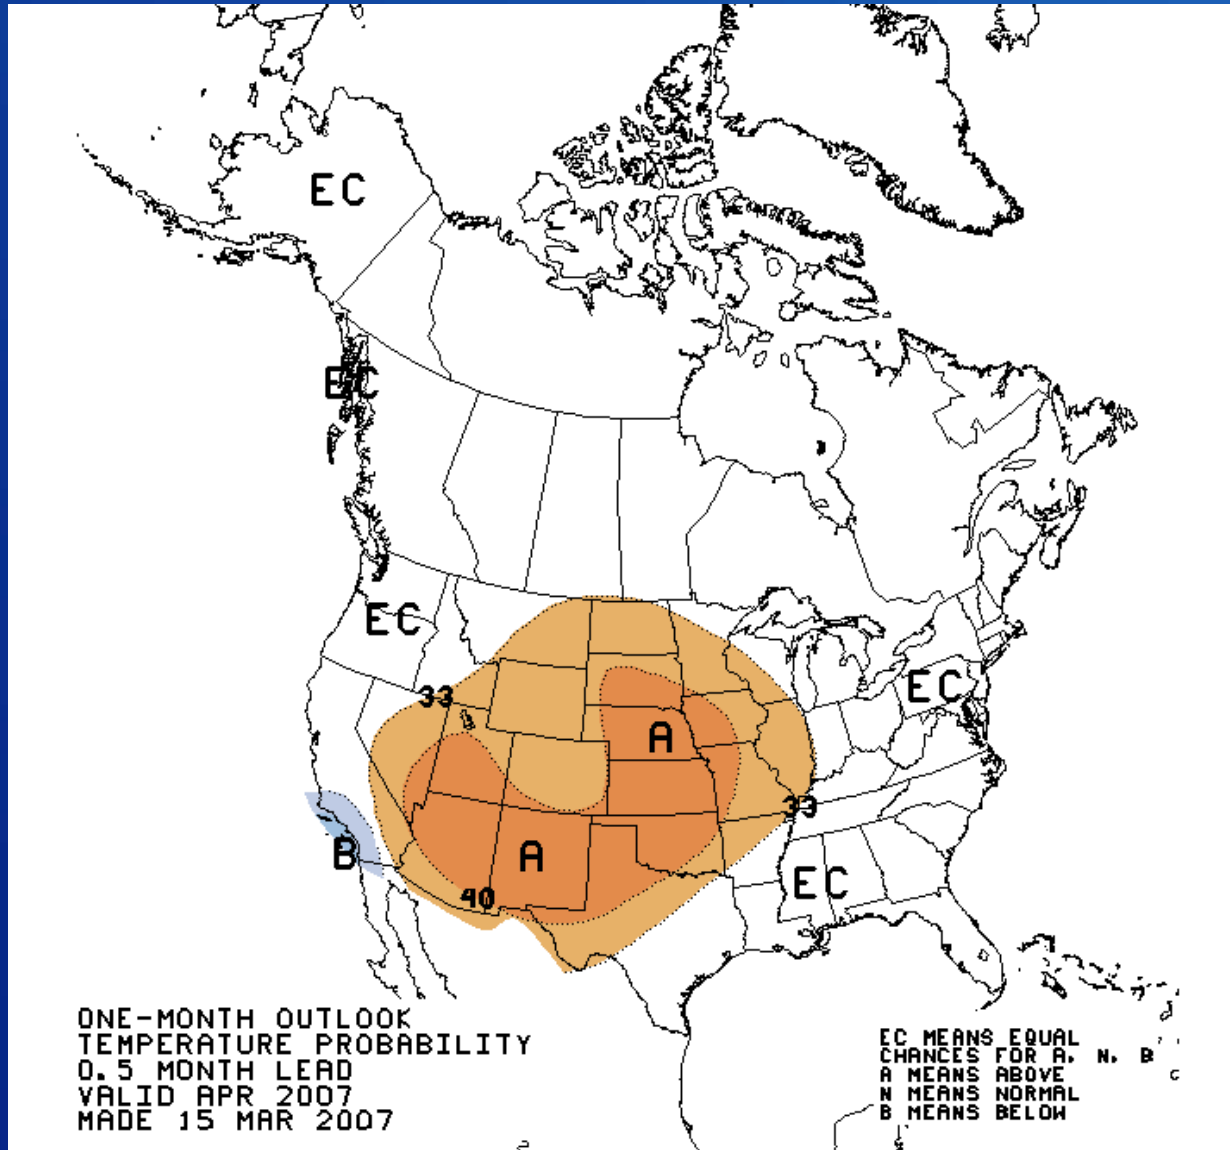 EC
EC
EC
33
EC
A
33
B
A
EC
40
ONE-MONTH OUTLOOK
TEMPERATURE PROBABILITY
0.5 MONTH LEAD
VALID APR 2007
MADE 15 MAR 2007
EC MEANS EQUAL
CHANCES FOR A, N, B
A MEANS ABOVE
N MEANS NORMAL
B MEANS BELOW